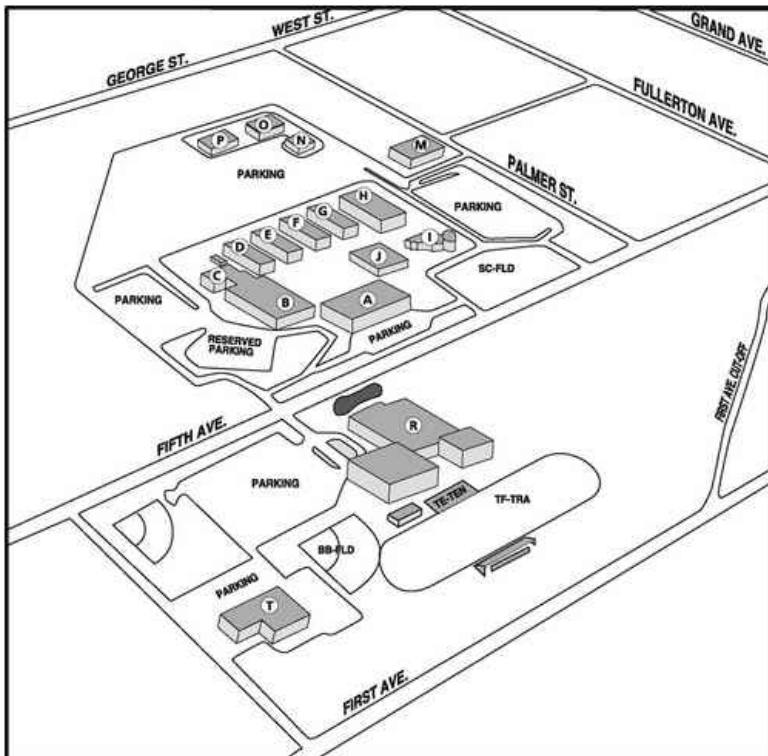 GRAND AVE.
WEST ST.
GEORGE ST.
FULLERTON AVE.
O
P
N
M
PALMER ST.
PARKING
H
PARKING
G
F
E
I
D
J
SC-FLD
C
B
A
PARKING
PARKING
RESERVED
PARKING
FIRST AVE. CUT-OFF
FIFTH AVE.
R
PARKING
TE-TEN
TF-TRA
BB-FLD
PARKING
T
FIRST AVE.